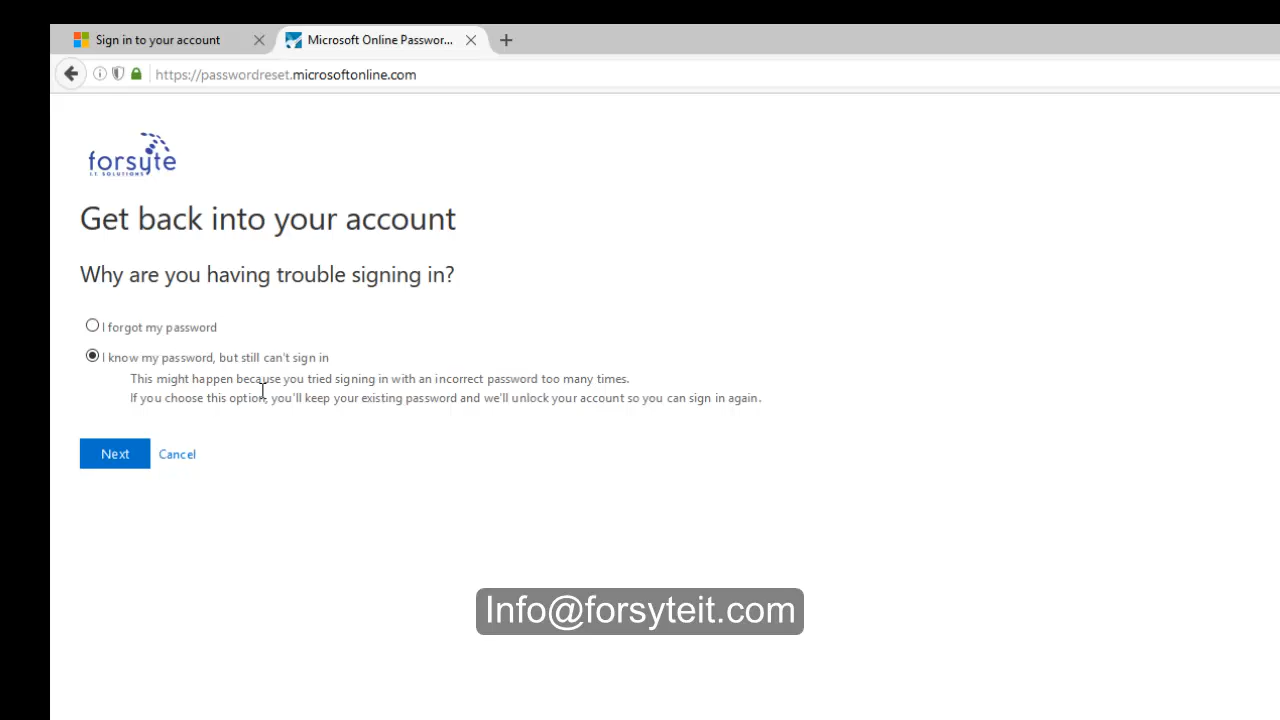 Sign in to your account
Microsoft Online Passwor...
https://passwordreset.microsoftonline.com
forsyte
I.T. SOLUTIONS
Get back into your account
Why are you having trouble signing in?
I forgot my password
I know my password, but still can't sign in
This might happen because you tried signing in with an incorrect password too many times.
If you choose this option, you'll keep your existing password and we'll unlock your account so you can sign in again.
Next Cancel
Info@forsyteit.com